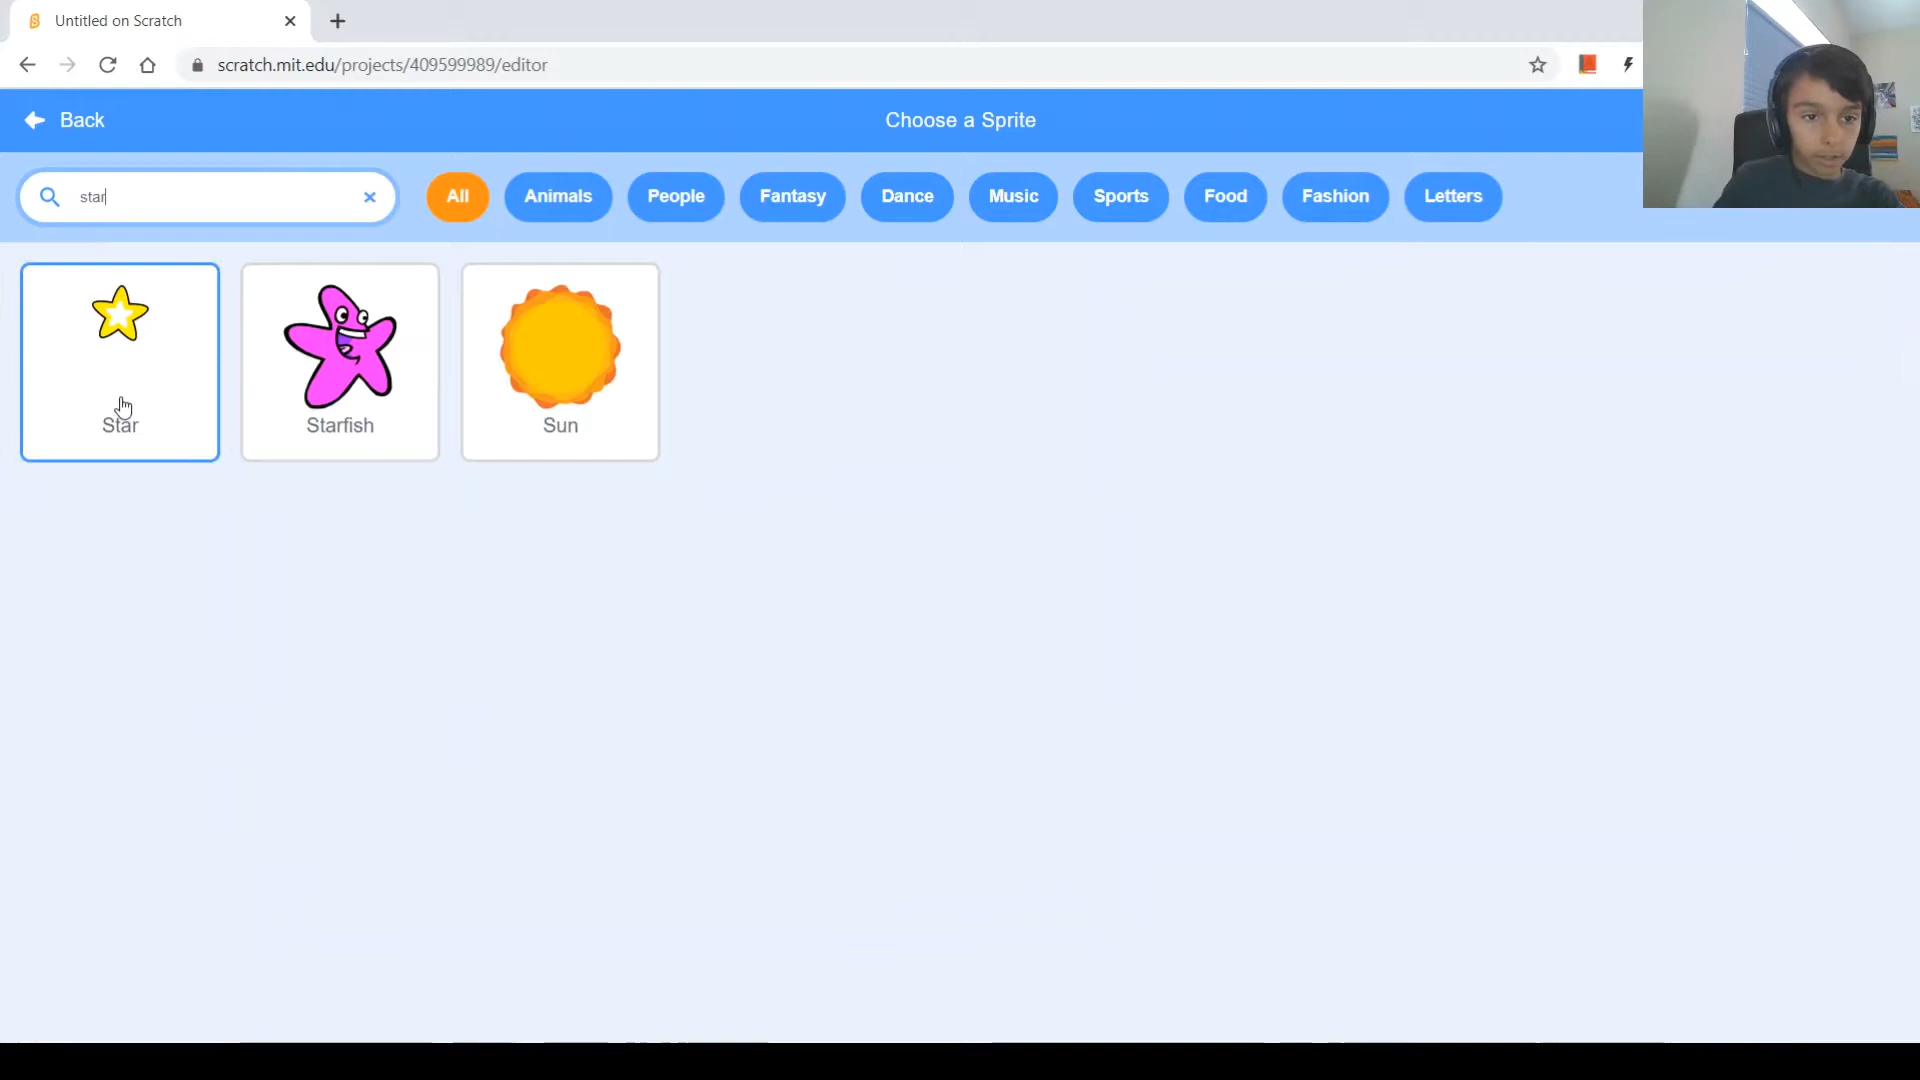 Untitled on Scratch
scratch.mit.edu/projects/409599989/editor
Back
Choose a Sprite
star
All
Animals
People
Fantasy
Dance
Music
Sports
Food
Fashion
Letters
Star
Starfish
Sun